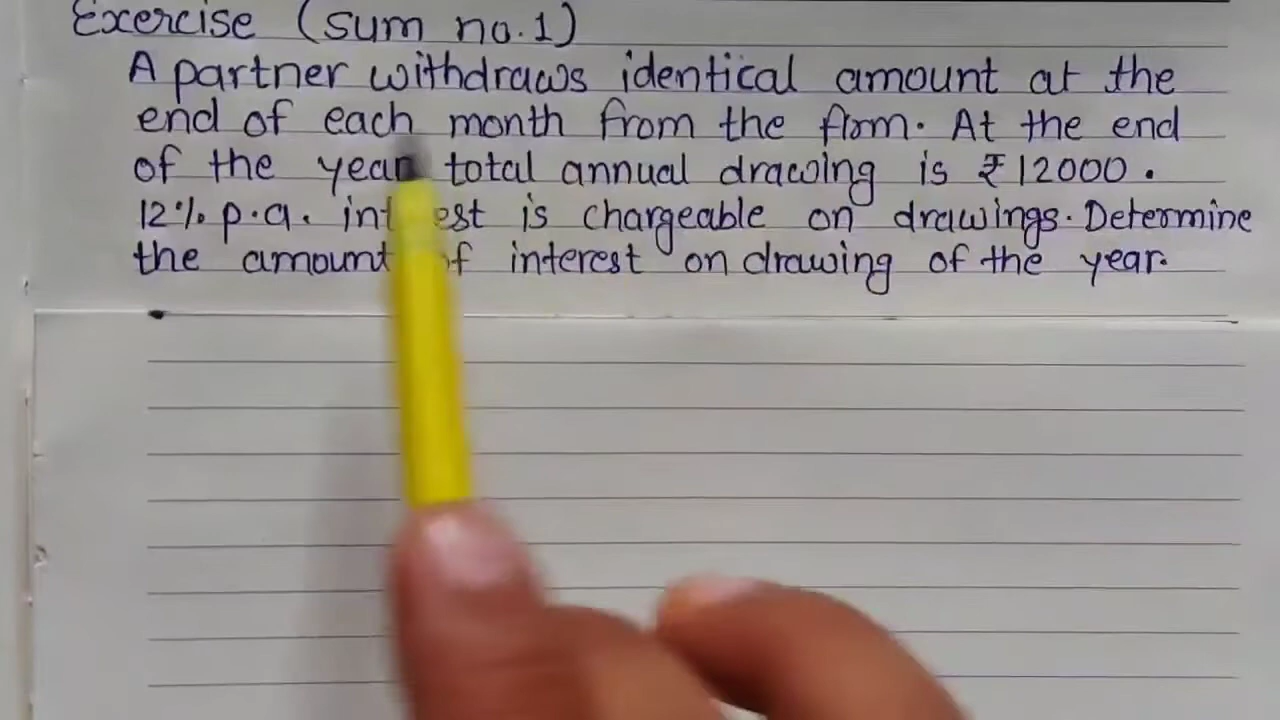 Exercise (sum no.1)
A partner withdraws identical amount at the
end of each month from the firm. At the end
of the year total annual drawing is ₹12000.
12% p.a. interest is chargeable on drawings. Determine
the amount of interest on drawing of the year.